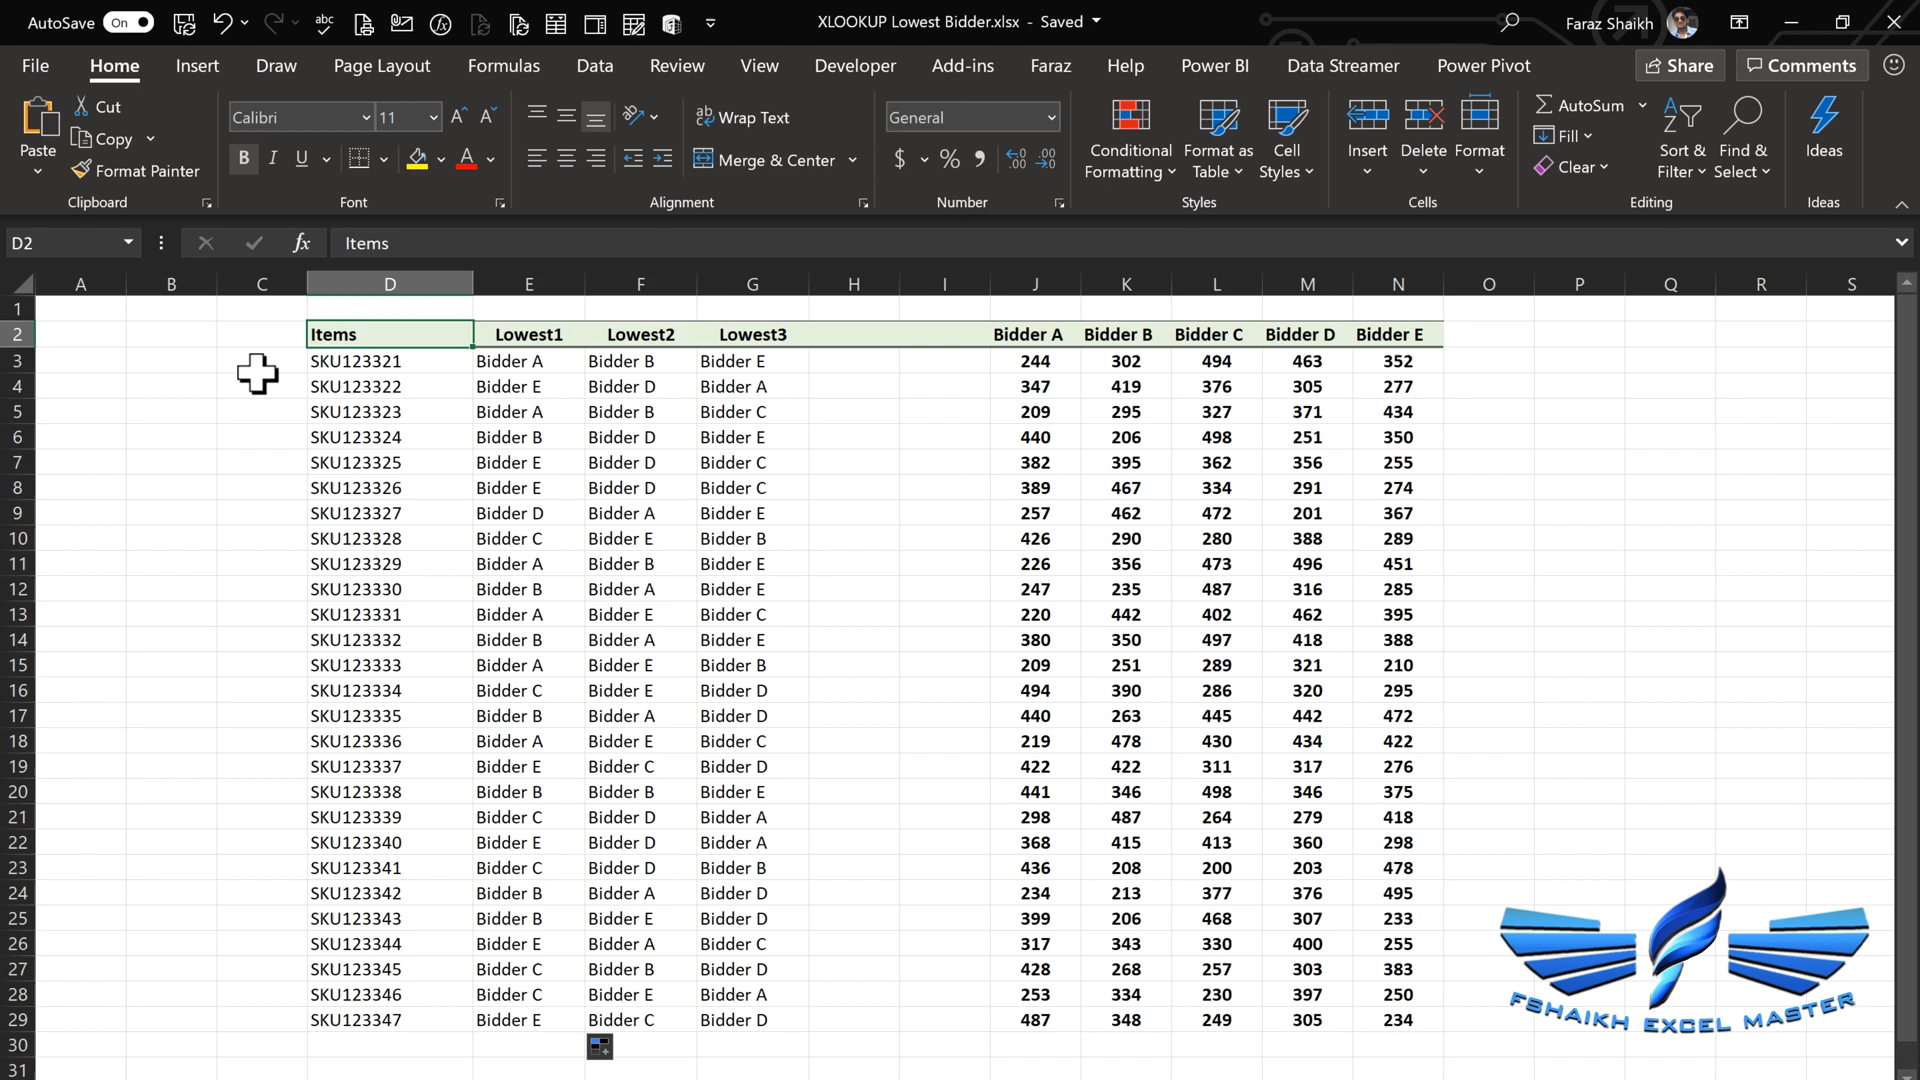 AutoSave On abc XLOOKUP Lowest Bidder.xlsx - Saved Faraz Shaikh
File Home Insert Draw Page Layout Formulas Data Review View Developer Add-ins Faraz Help Power BI Data Streamer Power Pivot Share Comments
Paste Cut Copy Format Painter Clipboard
Calibri 11 B I U A Font
Wrap Text Merge & Center Alignment
General $ % Number
Conditional Formatting Format as Table Cell Styles Styles
Insert Delete Format Cells
AutoSum Fill Clear Sort & Filter Find & Select Editing
Ideas Ideas
D2 fx Items
A B C D E F G H I J K L M N O P Q R S
1
2 Items Lowest1 Lowest2 Lowest3 Bidder A Bidder B Bidder C Bidder D Bidder E
3 SKU123321 Bidder A Bidder B Bidder E 244 302 494 463 352
4 SKU123322 Bidder E Bidder D Bidder A 347 419 376 305 277
5 SKU123323 Bidder A Bidder B Bidder C 209 295 327 371 434
6 SKU123324 Bidder B Bidder D Bidder E 440 206 498 251 350
7 SKU123325 Bidder E Bidder D Bidder C 382 395 362 356 255
8 SKU123326 Bidder E Bidder D Bidder C 389 467 334 291 274
9 SKU123327 Bidder D Bidder A Bidder E 257 462 472 201 367
10 SKU123328 Bidder C Bidder E Bidder B 426 290 280 388 289
11 SKU123329 Bidder A Bidder B Bidder E 226 356 473 496 451
12 SKU123330 Bidder B Bidder A Bidder E 247 235 487 316 285
13 SKU123331 Bidder A Bidder E Bidder C 220 442 402 462 395
14 SKU123332 Bidder B Bidder A Bidder E 380 350 497 418 388
15 SKU123333 Bidder A Bidder E Bidder B 209 251 289 321 210
16 SKU123334 Bidder C Bidder E Bidder D 494 390 286 320 295
17 SKU123335 Bidder B Bidder A Bidder D 440 263 445 442 472
18 SKU123336 Bidder A Bidder E Bidder C 219 478 430 434 422
19 SKU123337 Bidder E Bidder C Bidder D 422 422 311 317 276
20 SKU123338 Bidder B Bidder B Bidder E 441 346 498 346 375
21 SKU123339 Bidder C Bidder D Bidder A 298 487 264 279 418
22 SKU123340 Bidder E Bidder D Bidder A 368 415 413 360 298
23 SKU123341 Bidder C Bidder D Bidder B 436 208 200 203 478
24 SKU123342 Bidder B Bidder A Bidder D 234 213 377 376 495
25 SKU123343 Bidder B Bidder E Bidder D 399 206 468 307 233
26 SKU123344 Bidder E Bidder A Bidder C 317 343 330 400 255
27 SKU123345 Bidder C Bidder B Bidder D 428 268 257 303 383
28 SKU123346 Bidder C Bidder E Bidder A 253 334 230 397 250
29 SKU123347 Bidder E Bidder C Bidder D 487 348 249 305 234
30
31
FSHAIKH EXCEL MASTER